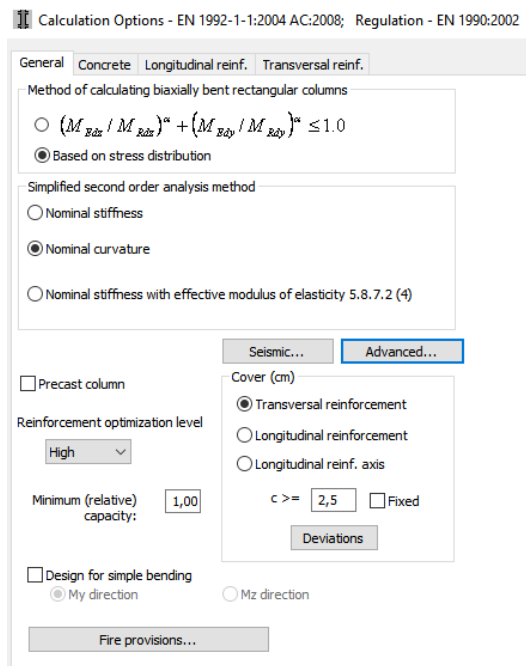 Calculation Options - EN 1992-1-1:2004 AC:2008; Regulation - EN 1990:2002
General Concrete Longitudinal reinf. Transversal reinf.
Method of calculating biaxially bent rectangular columns
(M_Edz / M_Rdz)^α + (M_Edy / M_Rdy)^α ≤ 1.0
Based on stress distribution
Simplified second order analysis method
Nominal stiffness
Nominal curvature
Nominal stiffness with effective modulus of elasticity 5.8.7.2 (4)
Seismic... Advanced...
Precast column
Reinforcement optimization level
High
Minimum (relative)
capacity:
1,00
Cover (cm)
Transversal reinforcement
Longitudinal reinforcement
Longitudinal reinf. axis
c >= 2,5 Fixed
Deviations
Design for simple bending
My direction Mz direction
Fire provisions...